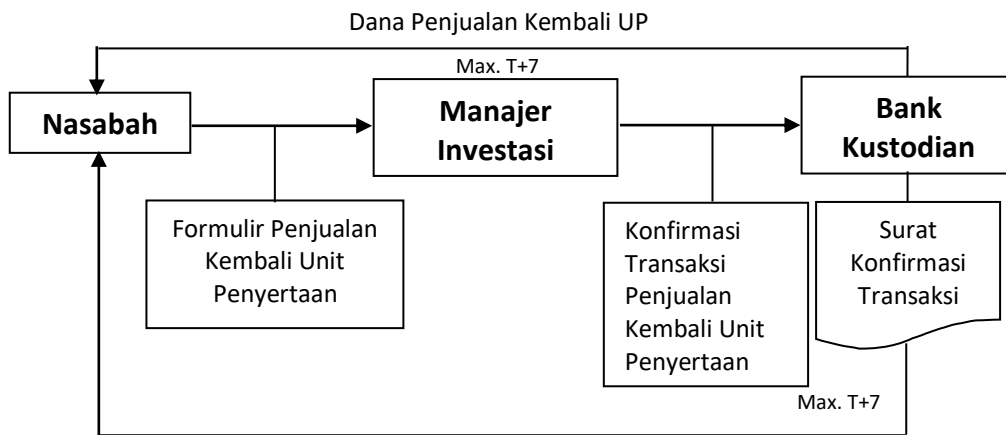 Dana Penjualan Kembali UP
Max. T+7
Nasabah
Manajer
Investasi
Bank
Kustodian
Formulir Penjualan
Kembali Unit
Penyertaan
Konfirmasi
Transaksi
Penjualan
Kembali Unit
Penyertaan
Surat
Konfirmasi
Transaksi
Max. T+7